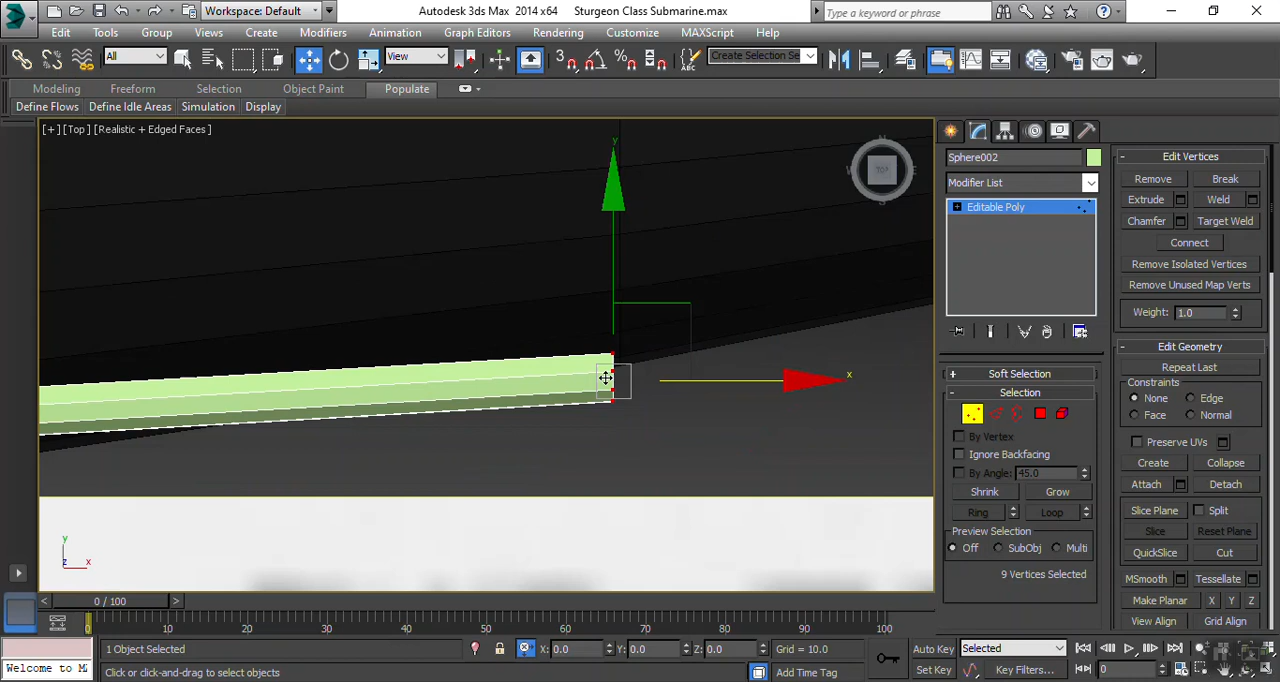 Workspace: Default
Autodesk 3ds Max 2014 x64 Sturgeon Class Submarine.max
Type a keyword or phrase
Edit Tools Group Views Create Modifiers Animation Graph Editors Rendering Customize MAXScript Help
All View 3 Create Selection Se
Modeling Freeform Selection Object Paint Populate
Define Flows Define Idle Areas Simulation Display
[+] [Top] [Realistic + Edged Faces ]
N
W TOP E
S
y
x
y
z x
Sphere002
Modifier List
Editable Poly
Soft Selection
Selection
By Vertex
Ignore Backfacing
By Angle: 45.0
Shrink Grow
Ring Loop
Preview Selection
Off SubObj Multi
9 Vertices Selected
Edit Vertices
Remove Break
Extrude Weld
Chamfer Target Weld
Connect
Remove Isolated Vertices
Remove Unused Map Verts
Weight: 1.0
Edit Geometry
Repeat Last
Constraints
None Edge
Face Normal
Preserve UVs
Create Collapse
Attach Detach
Slice Plane Split
Slice Reset Plane
QuickSlice Cut
MSmooth Tessellate
Make Planar X Y Z
View Align Grid Align
0 / 100
0 10 20 30 40 50 60 70 80 90 100
1 Object Selected X: 0.0 Y: 0.0 Z: 0.0 Grid = 10.0 Auto Key Selected
Welcome to M Click or click-and-drag to select objects Add Time Tag Set Key Key Filters... 0